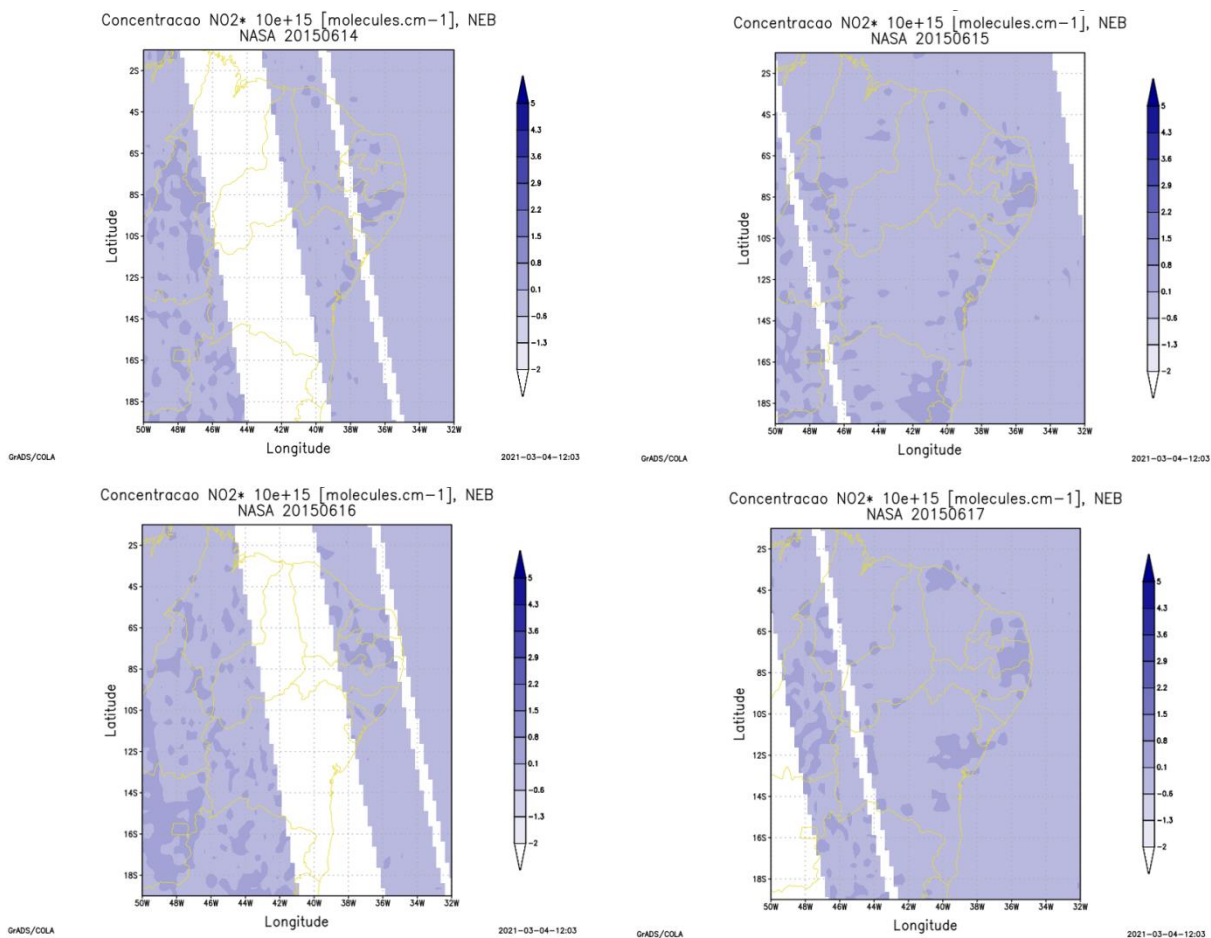 Concentracao NO2* 10e+15 [molecules.cm-1], NEB
NASA 20150614
2S
4S
6S
8S
10S
12S
14S
16S
18S
Latitude
50W 48W 46W 44W 42W 40W 38W 36W 34W 32W
Longitude
5
4.3
3.6
2.9
2.2
1.5
0.8
0.1
-0.6
-1.3
-2
GrADS/COLA
2021-03-04-12:03
Concentracao NO2* 10e+15 [molecules.cm-1], NEB
NASA 20150615
2S
4S
6S
8S
10S
12S
14S
16S
18S
Latitude
50W 48W 46W 44W 42W 40W 38W 36W 34W 32W
Longitude
5
4.3
3.6
2.9
2.2
1.5
0.8
0.1
-0.6
-1.3
-2
GrADS/COLA
2021-03-04-12:03
Concentracao NO2* 10e+15 [molecules.cm-1], NEB
NASA 20150616
2S
4S
6S
8S
10S
12S
14S
16S
18S
Latitude
50W 48W 46W 44W 42W 40W 38W 36W 34W 32W
Longitude
5
4.3
3.6
2.9
2.2
1.5
0.8
0.1
-0.6
-1.3
-2
GrADS/COLA
2021-03-04-12:03
Concentracao NO2* 10e+15 [molecules.cm-1], NEB
NASA 20150617
2S
4S
6S
8S
10S
12S
14S
16S
18S
Latitude
50W 48W 46W 44W 42W 40W 38W 36W 34W 32W
Longitude
5
4.3
3.6
2.9
2.2
1.5
0.8
0.1
-0.6
-1.3
-2
GrADS/COLA
2021-03-04-12:03